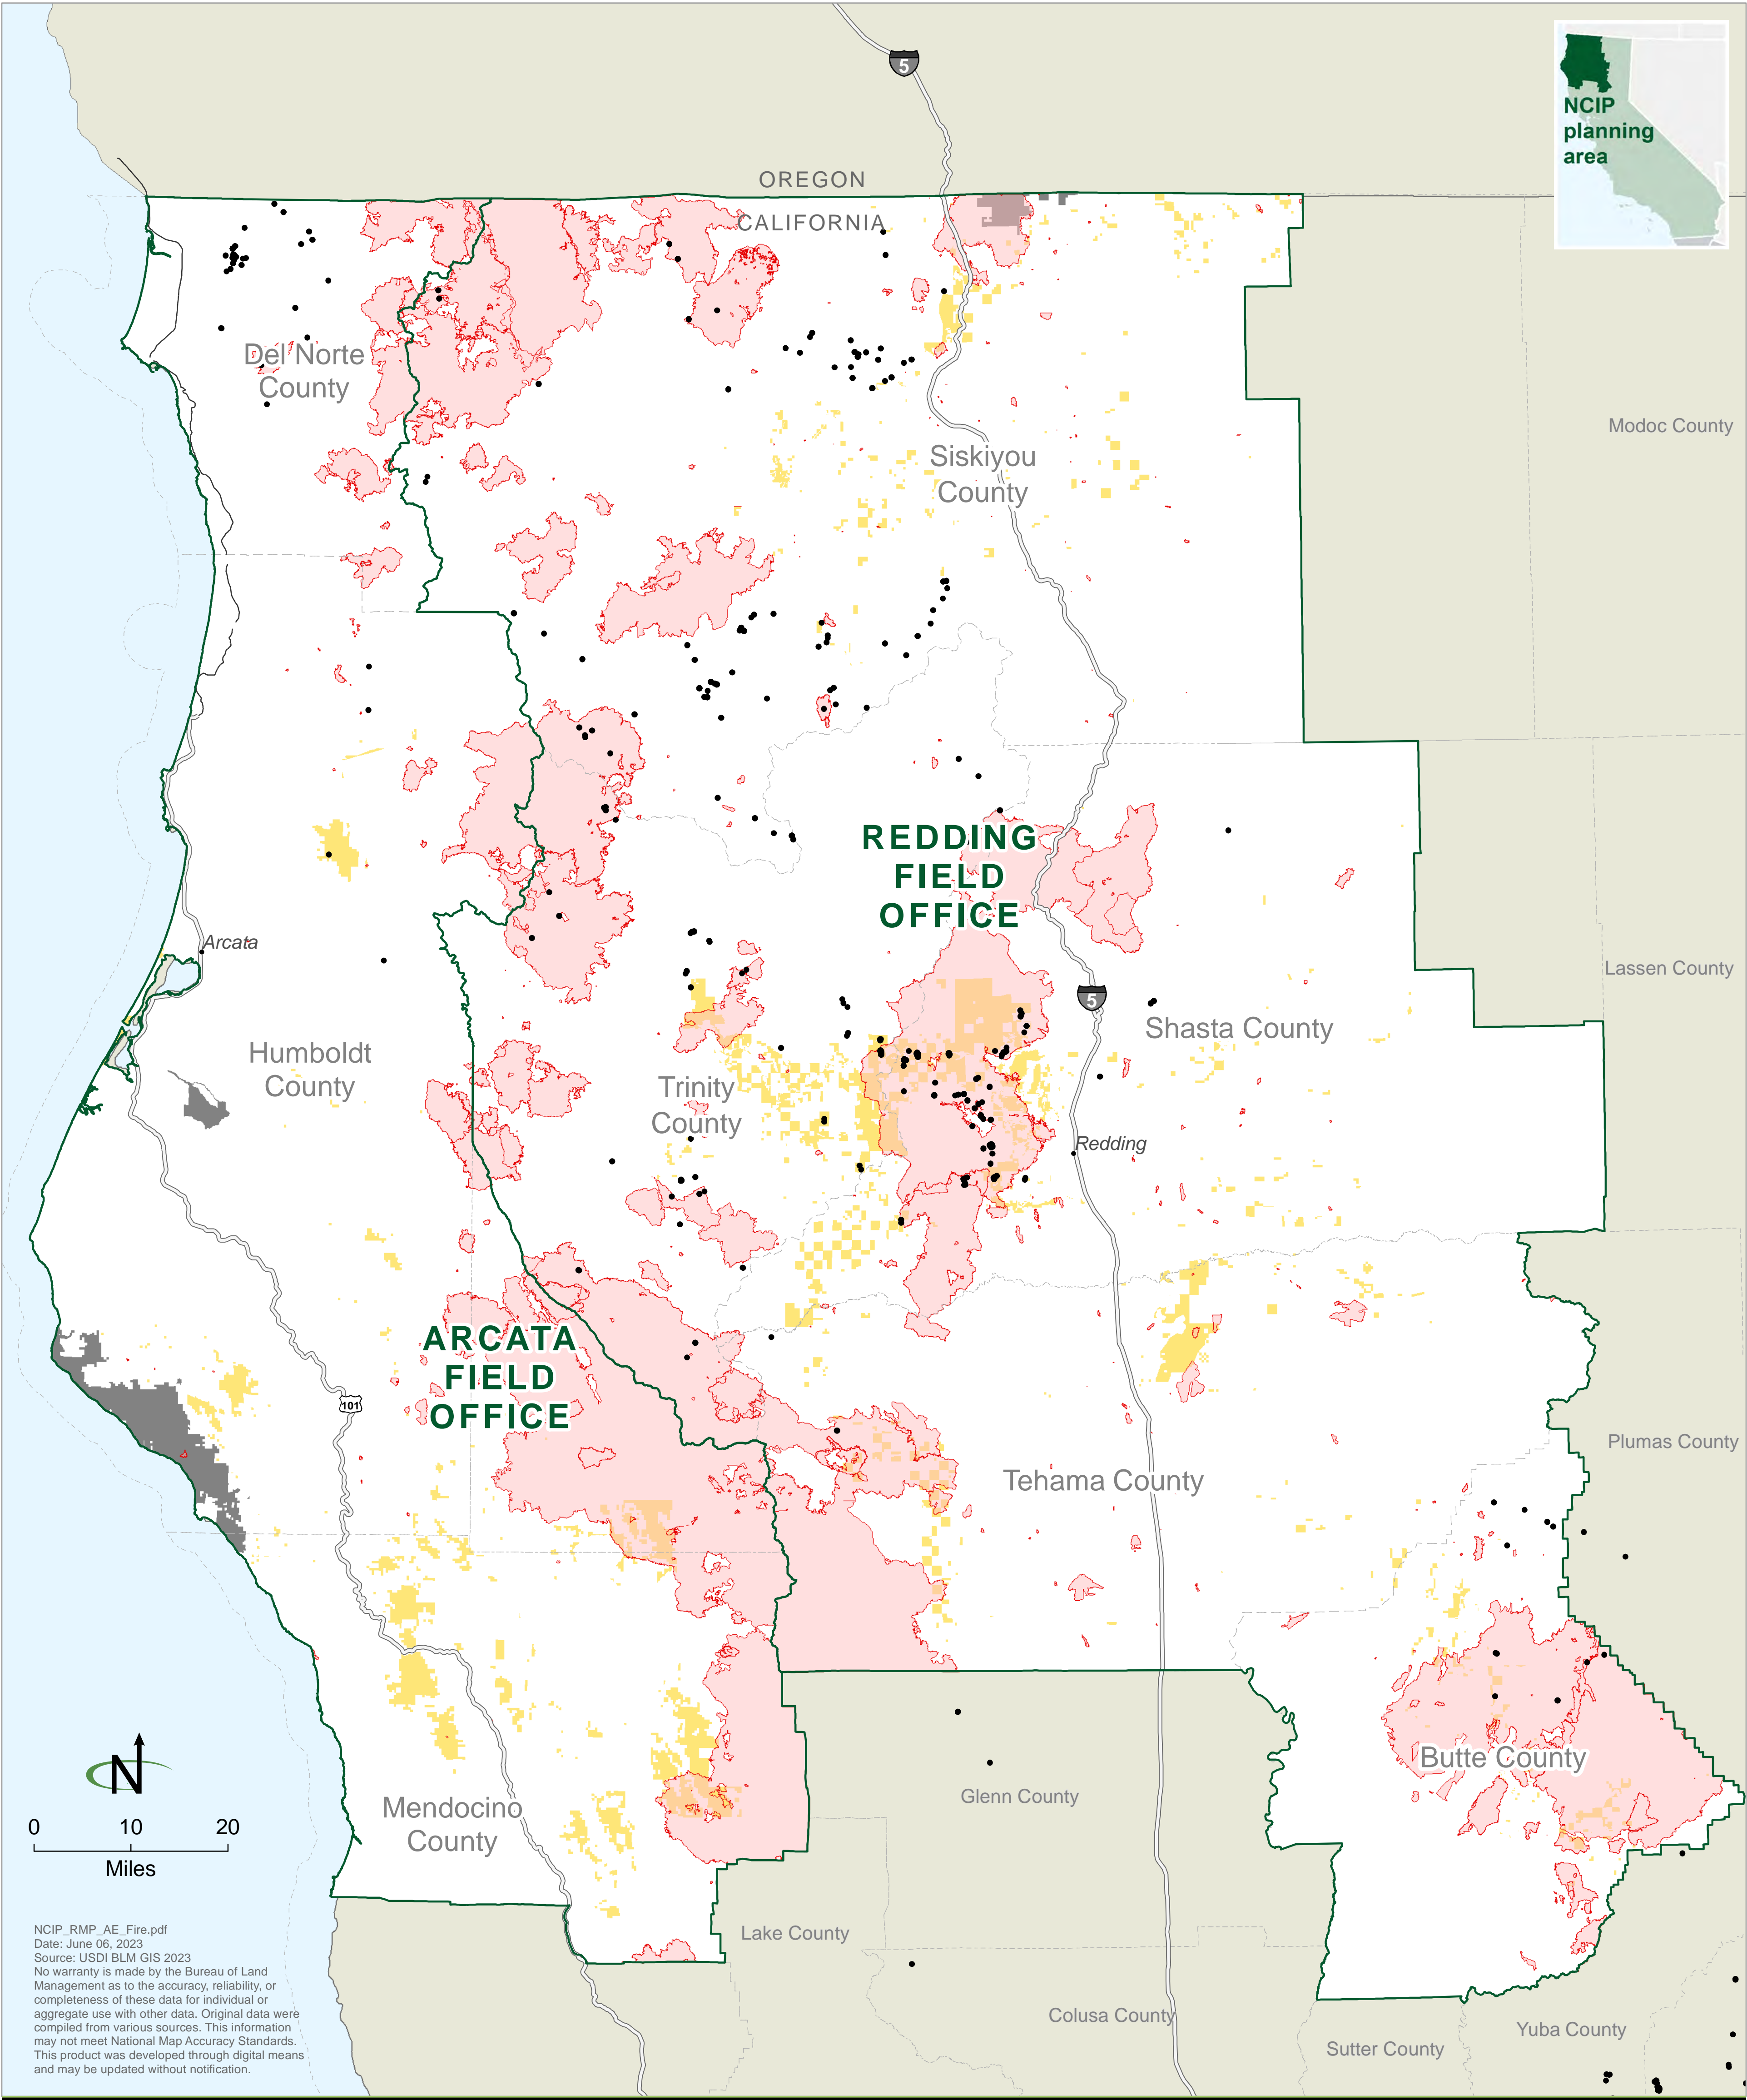 5
NCIP
planning
area
OREGON
CALIFORNIA
Del Norte
County
Modoc County
Siskiyou
County
REDDING
FIELD
OFFICE
Arcata
Lassen County
Shasta County
5
Humboldt
County
Trinity
County
Redding
ARCATA
FIELD
OFFICE
101
Plumas County
Tehama County
Butte County
N
Glenn County
Mendocino
County
0 10 20
Miles
NCIP_RMP_AE_Fire.pdf
Date: June 06, 2023
Source: USDI BLM GIS 2023
No warranty is made by the Bureau of Land
Management as to the accuracy, reliability, or
completeness of these data for individual or
aggregate use with other data. Original data were
compiled from various sources. This information
may not meet National Map Accuracy Standards.
This product was developed through digital means
and may be updated without notification.
Lake County
Colusa County
Yuba County
Sutter County